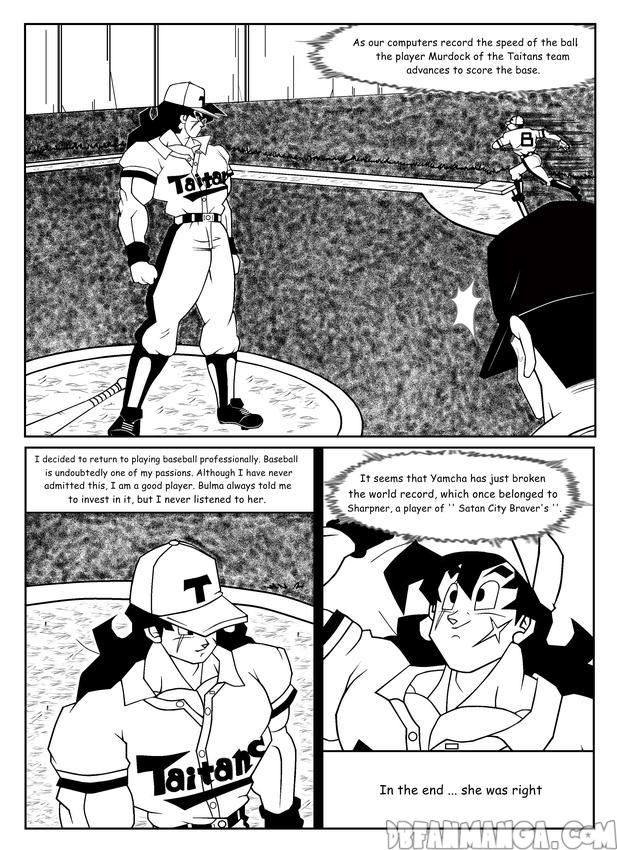 As our computers record the speed of the ball
the player Murdock of the Taitans team
advances to score the base.
T
Taitans
B
I decided to return to playing baseball professionally. Baseball
is undoubtedly one of my passions. Although I have never
admitted this, I am a good player. Bulma always told me
to invest in it, but I never listened to her.
It seems that Yamcha has just broken
the world record, which once belonged to
Sharpner, a player of '' Satan City Braver's ''.
T
Taitans
In the end ... she was right
DBFANMANGA.COM